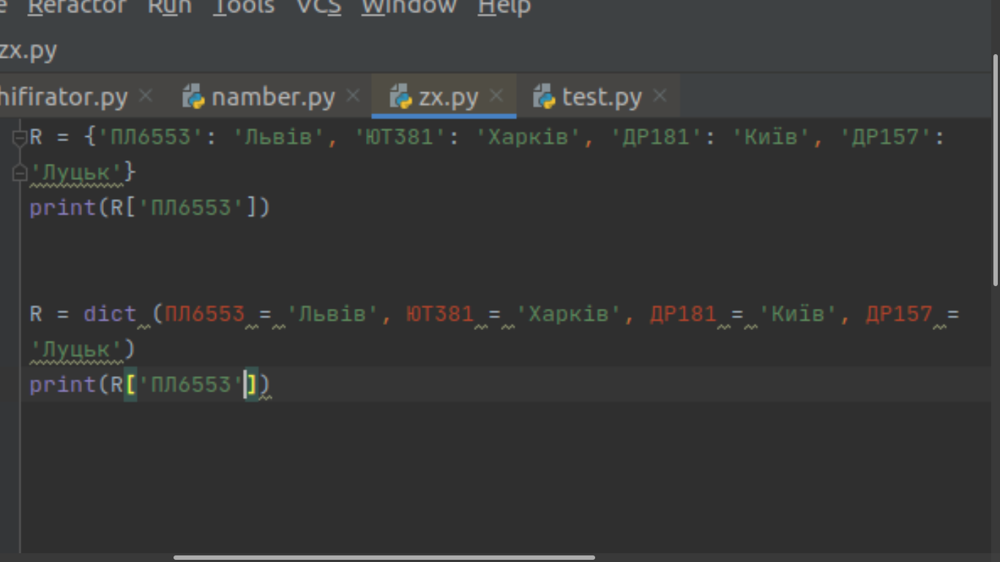 Refactor Run Tools VCS Window Help
zx.py
hifirator.py namber.py zx.py test.py
R = {'ПЛ6553': 'Львів', 'ЮТ381': 'Харків', 'ДР181': 'Київ', 'ДР157':
'Луцьк'}
print(R['ПЛ6553'])
R = dict (ПЛ6553 = 'Львів', ЮТ381 = 'Харків', ДР181 = 'Київ', ДР157 =
'Луцьк')
print(R['ПЛ6553'])